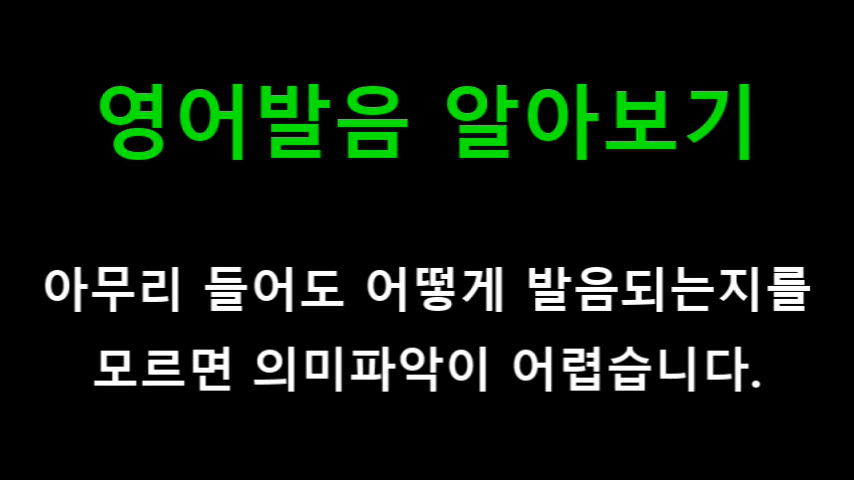 영어발음 알아보기
아무리 들어도 어떻게 발음되는지를
모르면 의미파악이 어렵습니다.